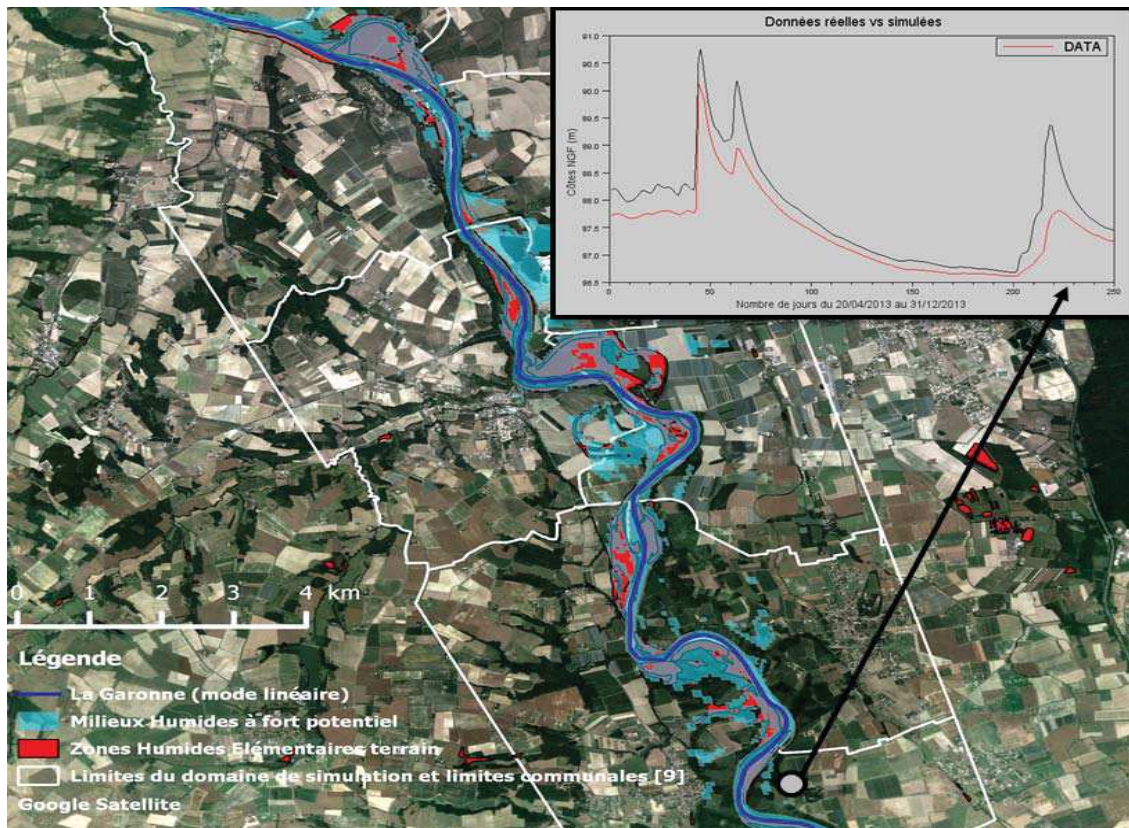 Données réelles vs simulées
DATA
91.0
90.5
90.0
89.5
89.0
88.5
88.0
87.5
87.0
86.5
Côtes NGF (m)
0 50 100 150 200 250
Nombre de jours du 20/04/2013 au 31/12/2013
0 1 2 3 4 km
Légende
La Garonne (mode linéaire)
Milieux Humides à fort potentiel
Zones Humides Elémentaires terrain
Limites du domaine de simulation et limites communales [9]
Google Satellite